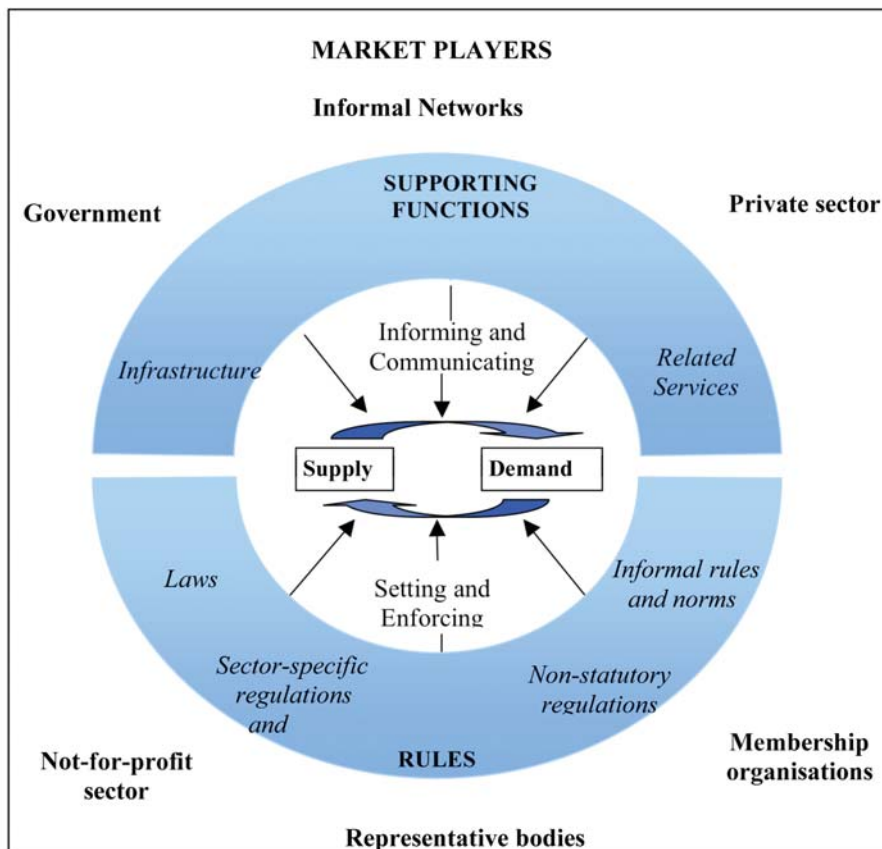 MARKET PLAYERS
Informal Networks
SUPPORTING
FUNCTIONS
Government
Private sector
Informing and
Communicating
Infrastructure
Related
Services
Supply
Demand
Laws
Setting and
Enforcing
Informal rules
and norms
Sector-specific
regulations
and
Non-statutory
regulations
RULES
Not-for-profit
sector
Membership
organisations
Representative bodies